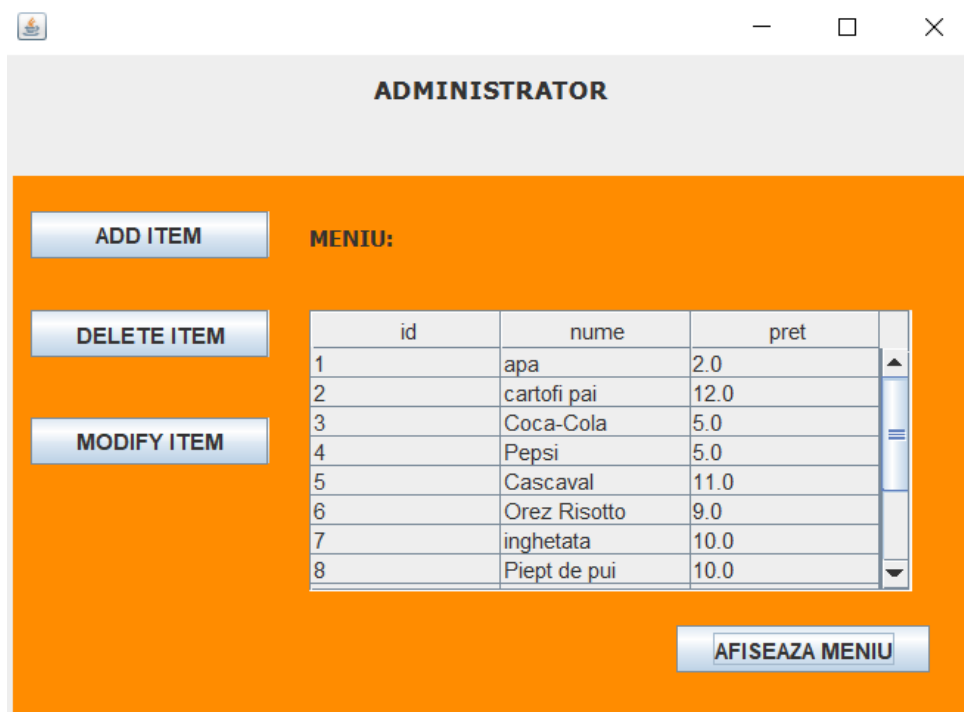 ADMINISTRATOR
ADD ITEM
MENIU:
DELETE ITEM
MODIFY ITEM
id nume pret
1 apa 2.0
2 cartofi pai 12.0
3 Coca-Cola 5.0
4 Pepsi 5.0
5 Cascaval 11.0
6 Orez Risotto 9.0
7 inghetata 10.0
8 Piept de pui 10.0
AFISEAZA MENIU